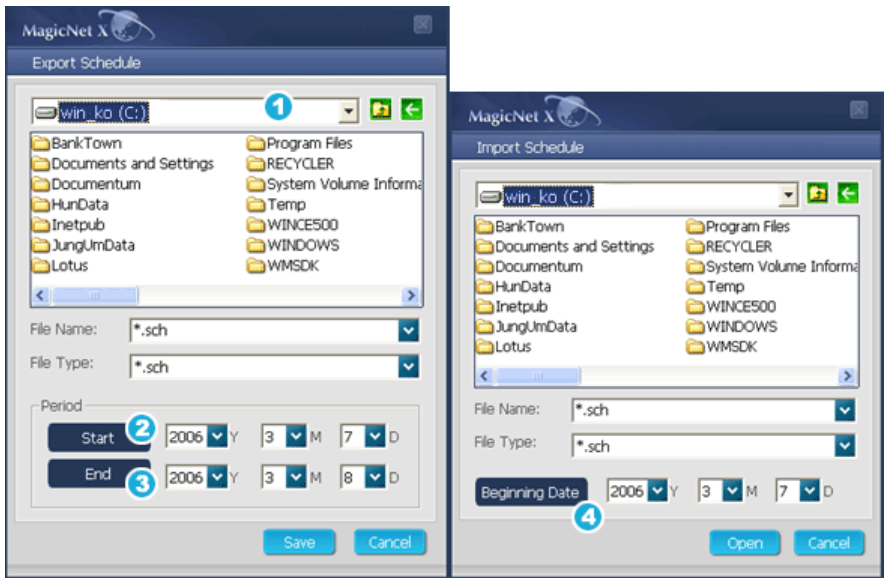 MagicNet X
Export Schedule
win_ko (C:)
1
BankTown
Documents and Settings
Documentum
HunData
Inetpub
JungUmData
Lotus
Program Files
RECYCLER
System Volume Informa
Temp
WINCE500
WINDOWS
WMSDK
File Name: *.sch
File Type: *.sch
Period
Start 2 2006 Y 3 M 7 D
End 3 2006 Y 3 M 8 D
Save Cancel
MagicNet X
Import Schedule
win_ko (C:)
BankTown
Documents and Settings
Documentum
HunData
Inetpub
JungUmData
Lotus
Program Files
RECYCLER
System Volume Informa
Temp
WINCE500
WINDOWS
WMSDK
File Name: *.sch
File Type: *.sch
Beginning Date 2006 Y 3 M 7 D
4
Open Cancel